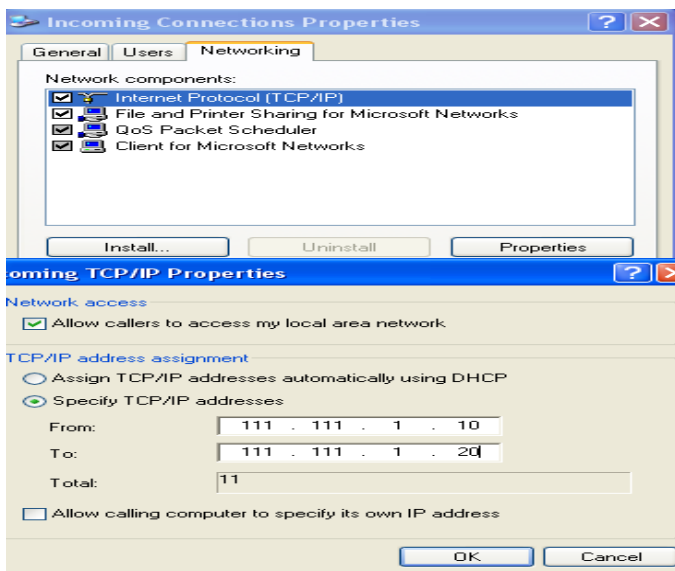 Incoming Connections Properties
General Users Networking
Network components:
Internet Protocol (TCP/IP)
File and Printer Sharing for Microsoft Networks
QoS Packet Scheduler
Client for Microsoft Networks
Install... Uninstall Properties
oming TCP/IP Properties
Network access
Allow callers to access my local area network
TCP/IP address assignment
Assign TCP/IP addresses automatically using DHCP
Specify TCP/IP addresses
From: 111 . 111 . 1 . 10
To: 111 . 111 . 1 . 20
Total: 11
Allow calling computer to specify its own IP address
OK Cancel